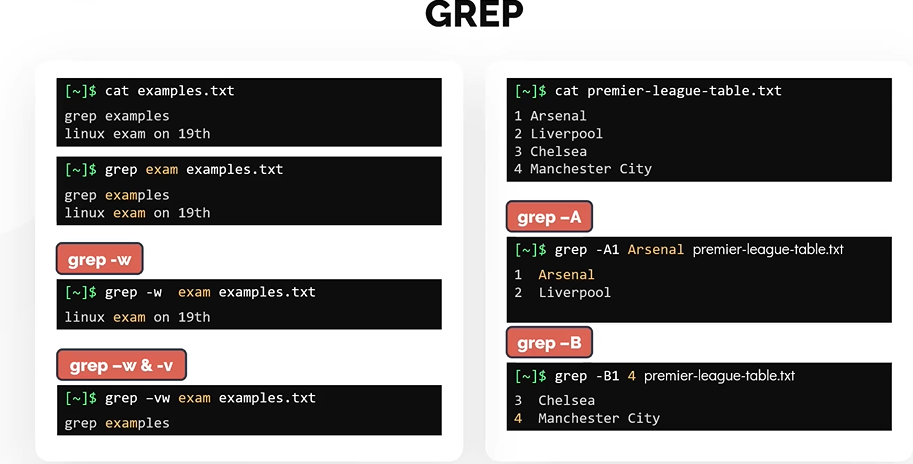 GREP
[~]$ cat examples.txt
grep examples
linux exam on 19th
[~]$ grep exam examples.txt
grep examples
linux exam on 19th
grep -w
[~]$ grep -w  exam examples.txt
linux exam on 19th
grep –w & -v
[~]$ grep –vw exam examples.txt
grep examples
[~]$ cat premier-league-table.txt
1 Arsenal
2 Liverpool
3 Chelsea
4 Manchester City
grep –A
[~]$ grep -A1 Arsenal premier-league-table.txt
1  Arsenal
2  Liverpool
grep –B
[~]$ grep -B1 4 premier-league-table.txt
3  Chelsea
4  Manchester City